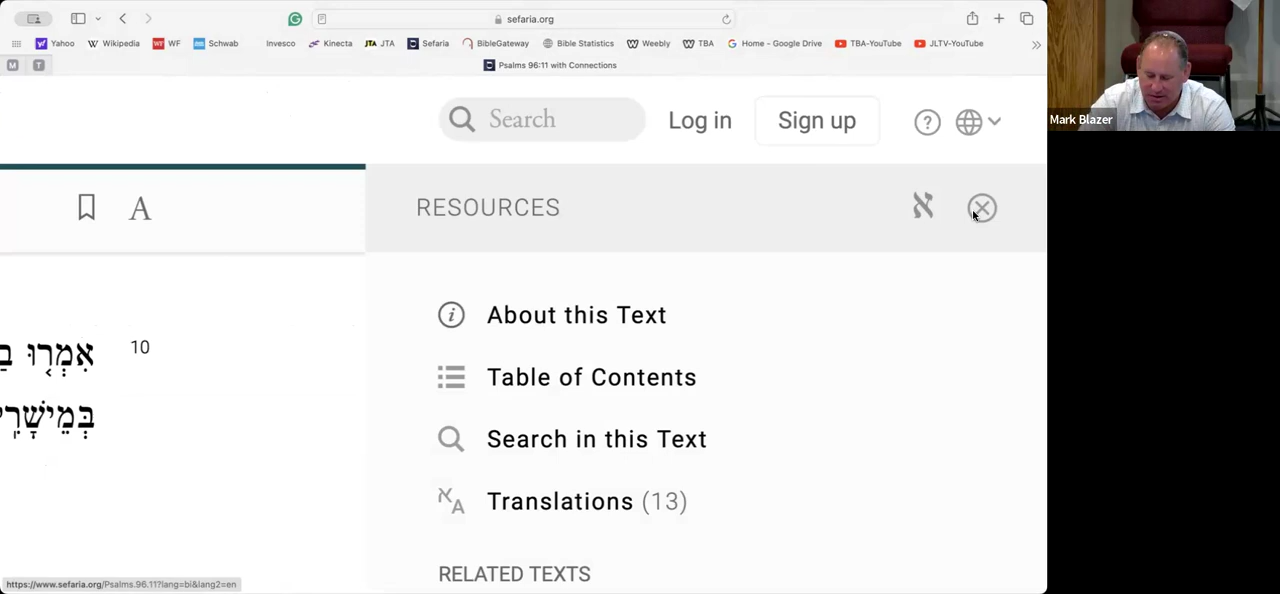 sefaria.org
Yahoo Wikipedia WF Schwab Invesco Kinecta JTA JTA Sefaria BibleGateway Bible Statistics Weebly TBA Home - Google Drive TBA-YouTube JLTV-YouTube
M T Psalms 96:11 with Connections
Search Log in Sign up
A RESOURCES א
About this Text
10 אִמְר֤וּ
Table of Contents
Search in this Text
Translations (13)
RELATED TEXTS
https://www.sefaria.org/Psalms.96.11?lang=bi&lang2=en
Mark Blazer